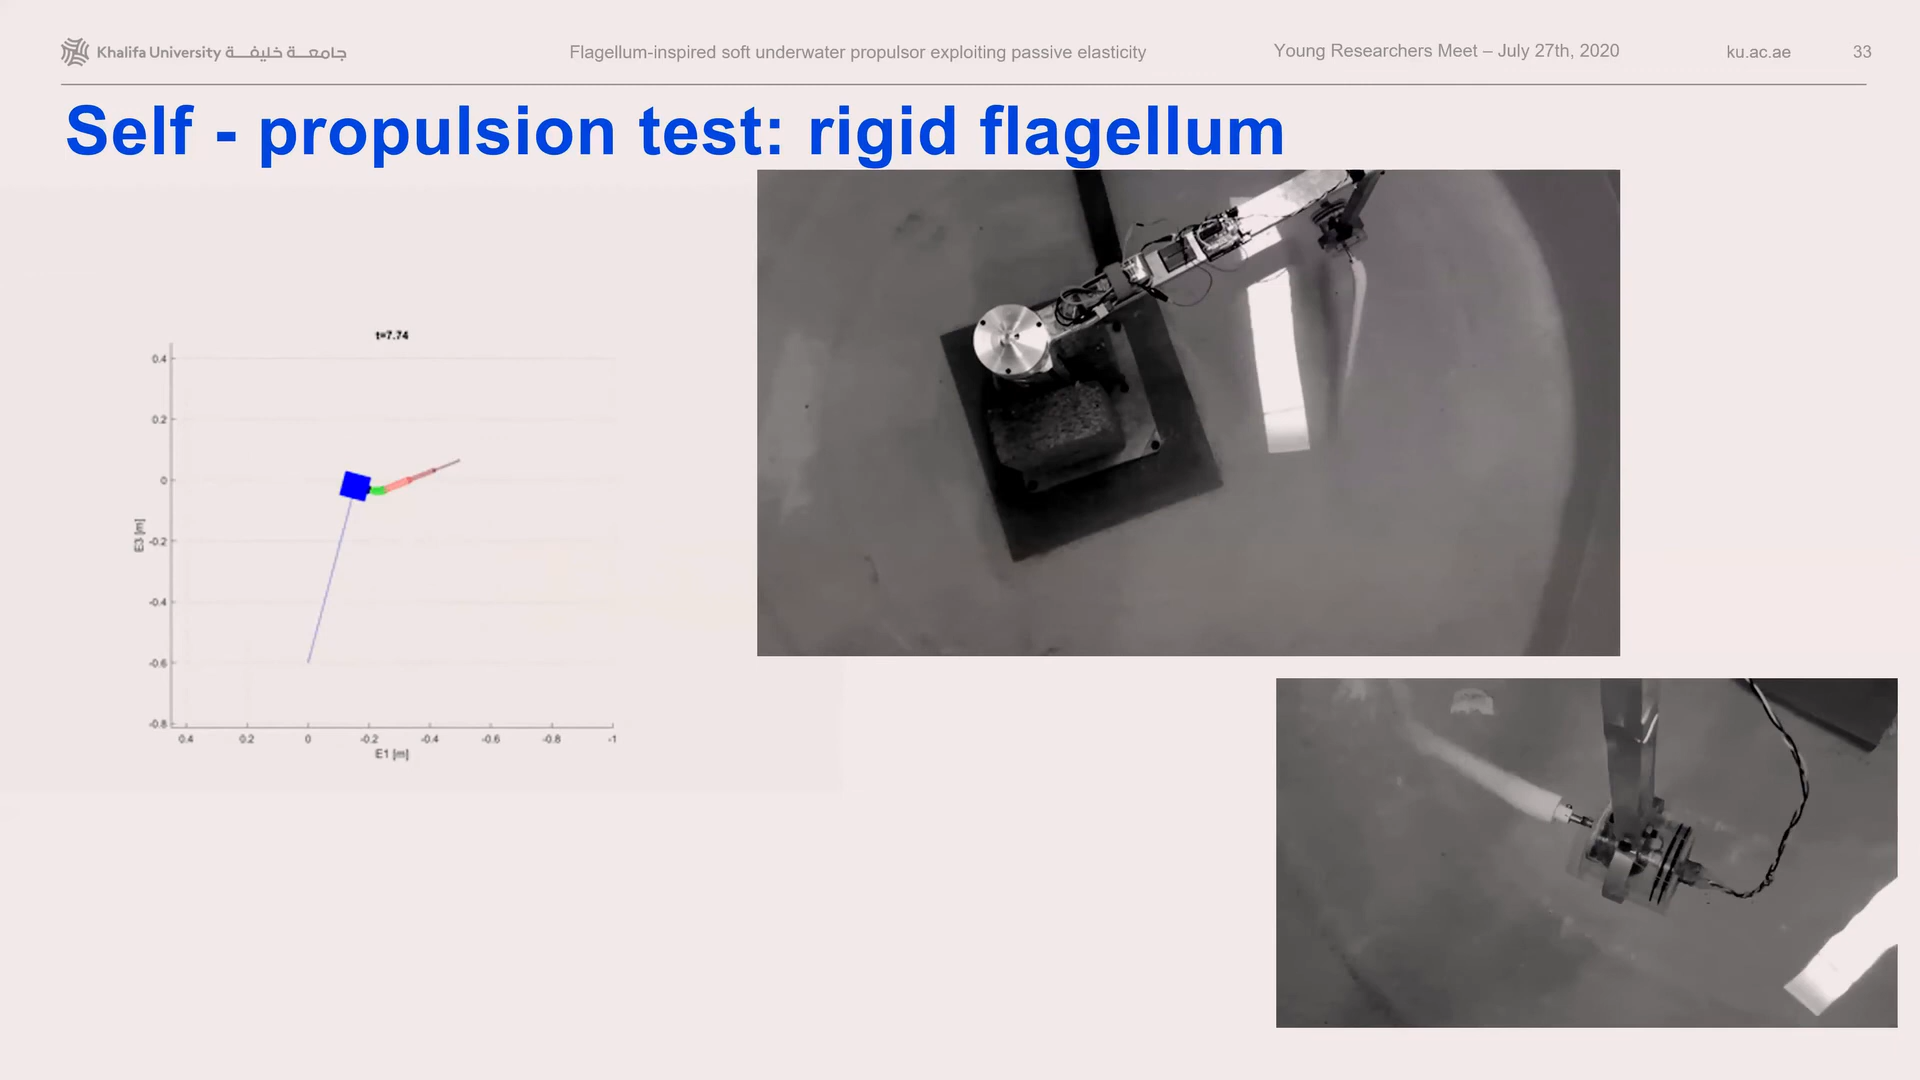 Khalifa University جامعـة خليفـة
Flagellum-inspired soft underwater propulsor exploiting passive elasticity
Young Researchers Meet – July 27th, 2020
ku.ac.ae
33
Self - propulsion test: rigid flagellum
t=7.74
0.4
0.2
0
-0.2
-0.4
-0.6
-0.8
E3 [m]
0.4 0.2 0 -0.2 -0.4 -0.6 -0.8 -1
E1 [m]